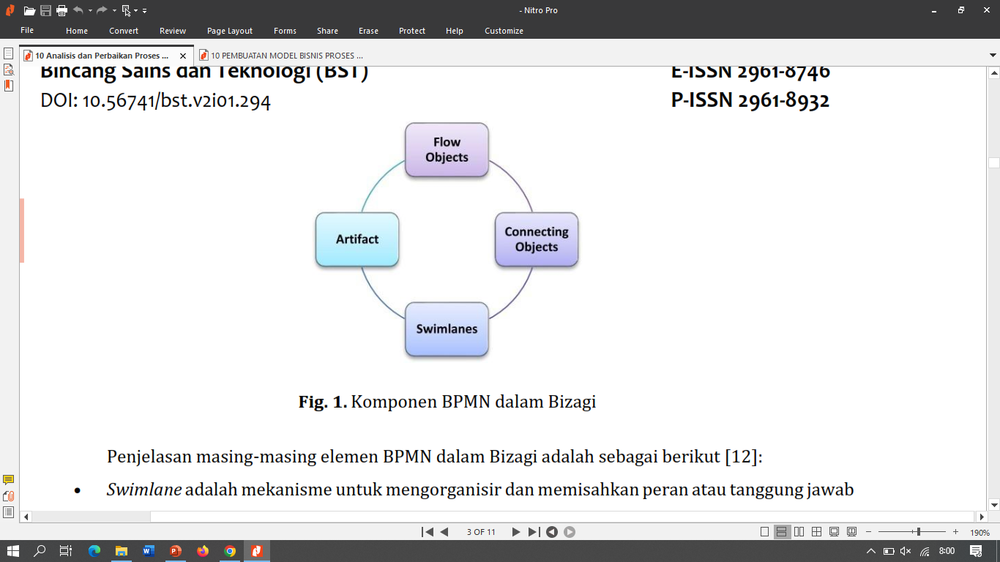 - Nitro Pro
File Home Convert Review Page Layout Forms Share Erase Protect Help Customize
10 Analisis dan Perbaikan Proses ... 10 PEMBUATAN MODEL BISNIS PROSES ...
Bincang Sains dan Teknologi (BST) E-ISSN 2961-8746
DOI: 10.56741/bst.v2i01.294 P-ISSN 2961-8932
Flow
Objects
Artifact
Connecting
Objects
Swimlanes
Fig. 1. Komponen BPMN dalam Bizagi
Penjelasan masing-masing elemen BPMN dalam Bizagi adalah sebagai berikut [12]:
• Swimlane adalah mekanisme untuk mengorganisir dan memisahkan peran atau tanggung jawab
3 OF 11
190%
8:00